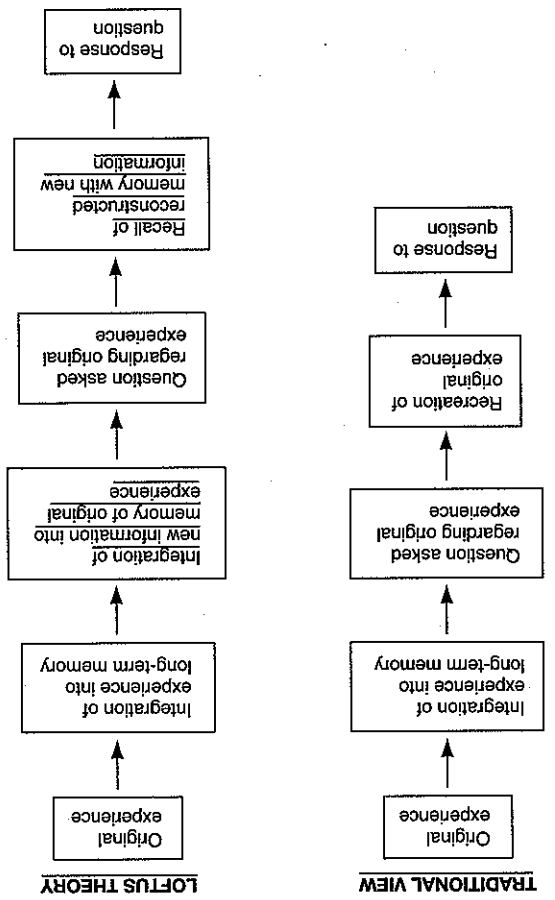 TRADITIONAL VIEW
Original
experience
Integration of
experience into
long-term memory
Question asked
regarding original
experience
Recreation of
original
experience
Response to
question
LOFTUS THEORY
Original
experience
Integration of
experience into
long-term memory
Integration of
new information into
memory of original
experience
Question asked
regarding original
experience
Recall of
reconstructed
memory with new
information
Response to
question